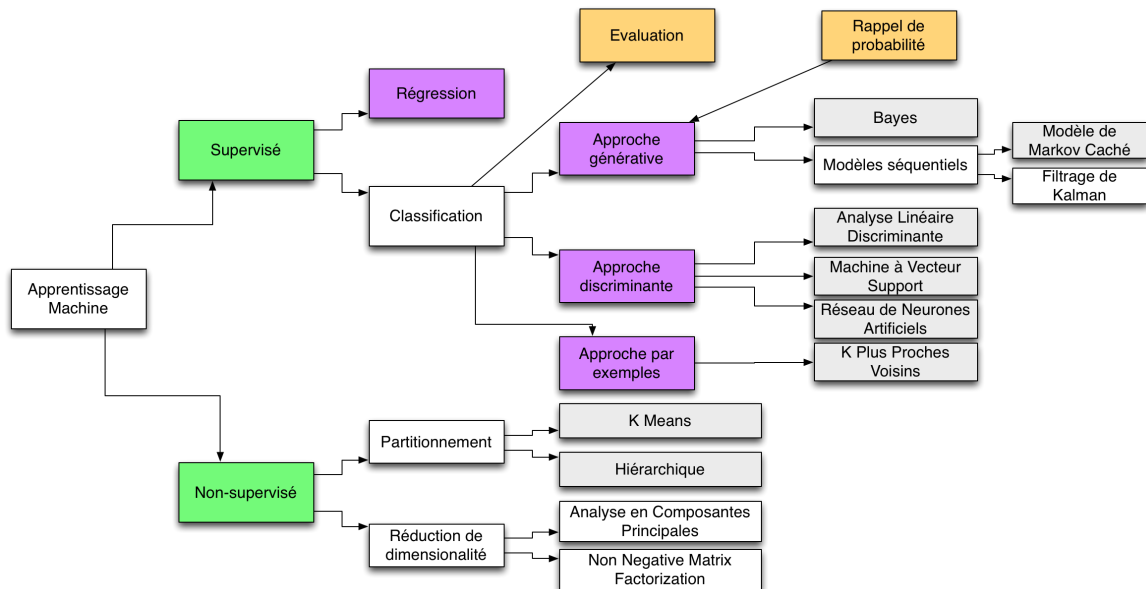 Evaluation
Rappel de
probabilité
Régression
Supervisé
Approche
générative
Bayes
Modèles séquentiels
Modèle de
Markov Caché
Filtrage de
Kalman
Classification
Analyse Linéaire
Discriminante
Approche
discriminante
Machine à Vecteur
Support
Réseau de Neurones
Artificiels
Apprentissage
Machine
Approche par
exemples
K Plus Proches
Voisins
Partitionnement
K Means
Hiérarchique
Non-supervisé
Réduction de
dimensionalité
Analyse en Composantes
Principales
Non Negative Matrix
Factorization